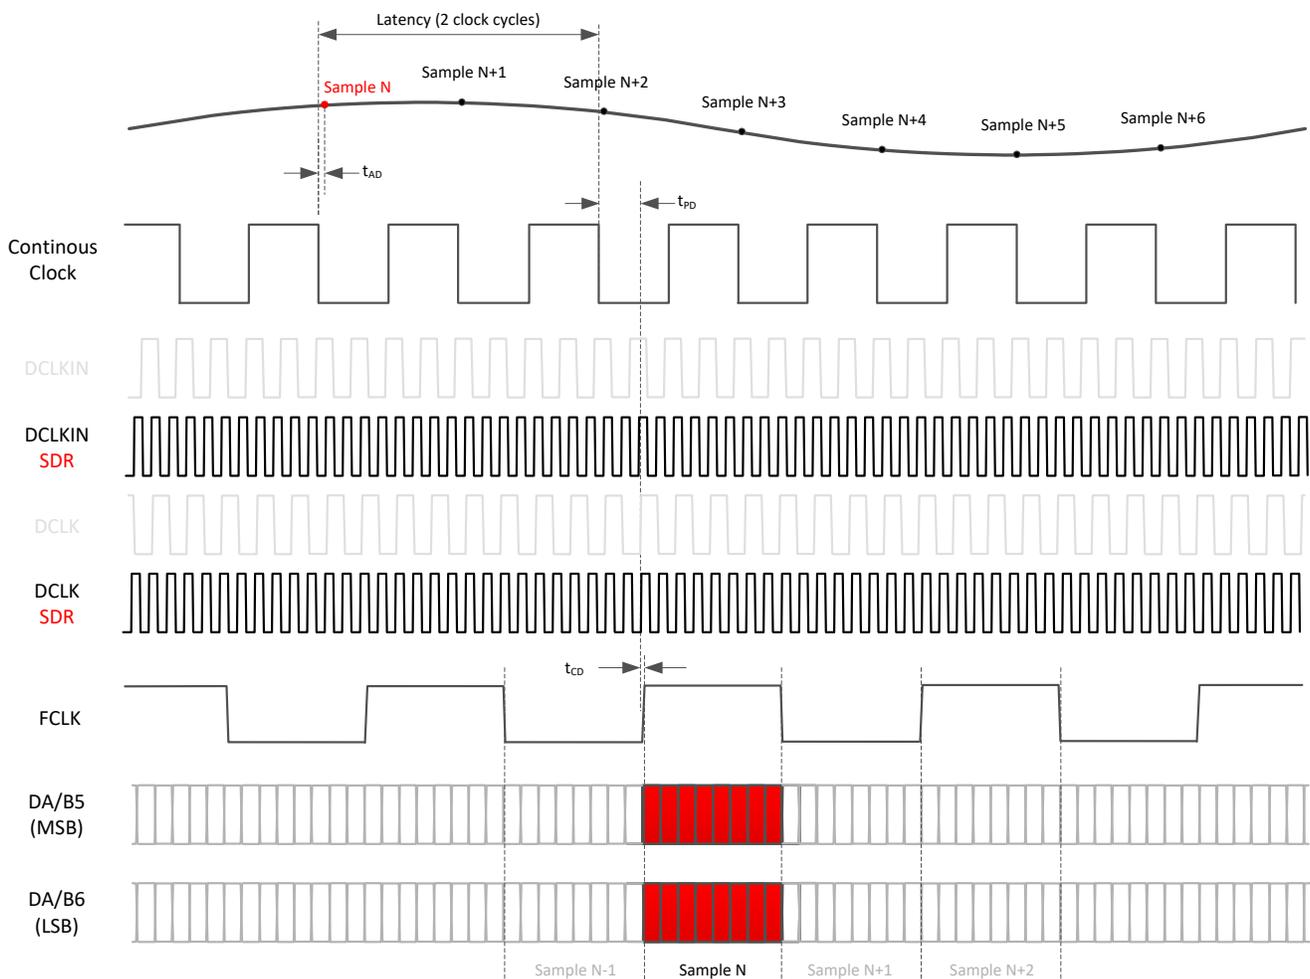 Latency (2 clock cycles)
Sample N
Sample N+1
Sample N+2
Sample N+3
Sample N+4
Sample N+5
Sample N+6
tAD
tPD
Continous
Clock
DCLKIN
DCLKIN
SDR
DCLK
DCLK
SDR
tCD
FCLK
DA/B5
(MSB)
DA/B6
(LSB)
Sample N-1
Sample N
Sample N+1
Sample N+2